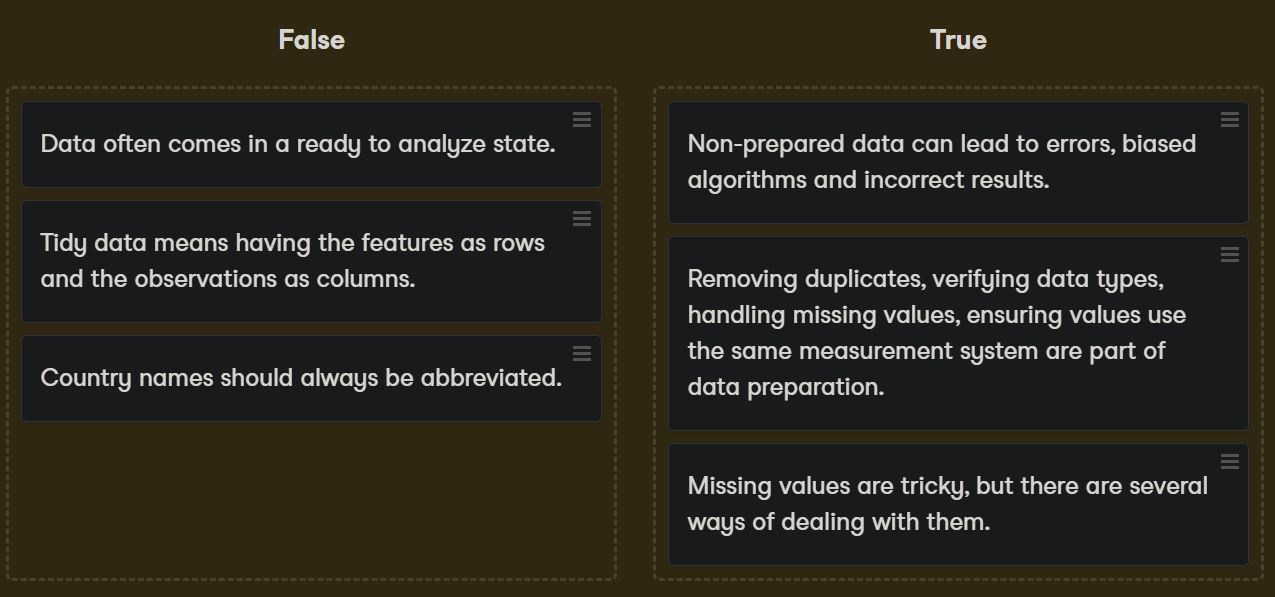 False
Data often comes in a ready to analyze state.
Tidy data means having the features as rows
and the observations as columns.
Country names should always be abbreviated.
True
Non-prepared data can lead to errors, biased
algorithms and incorrect results.
Removing duplicates, verifying data types,
handling missing values, ensuring values use
the same measurement system are part of
data preparation.
Missing values are tricky, but there are several
ways of dealing with them.